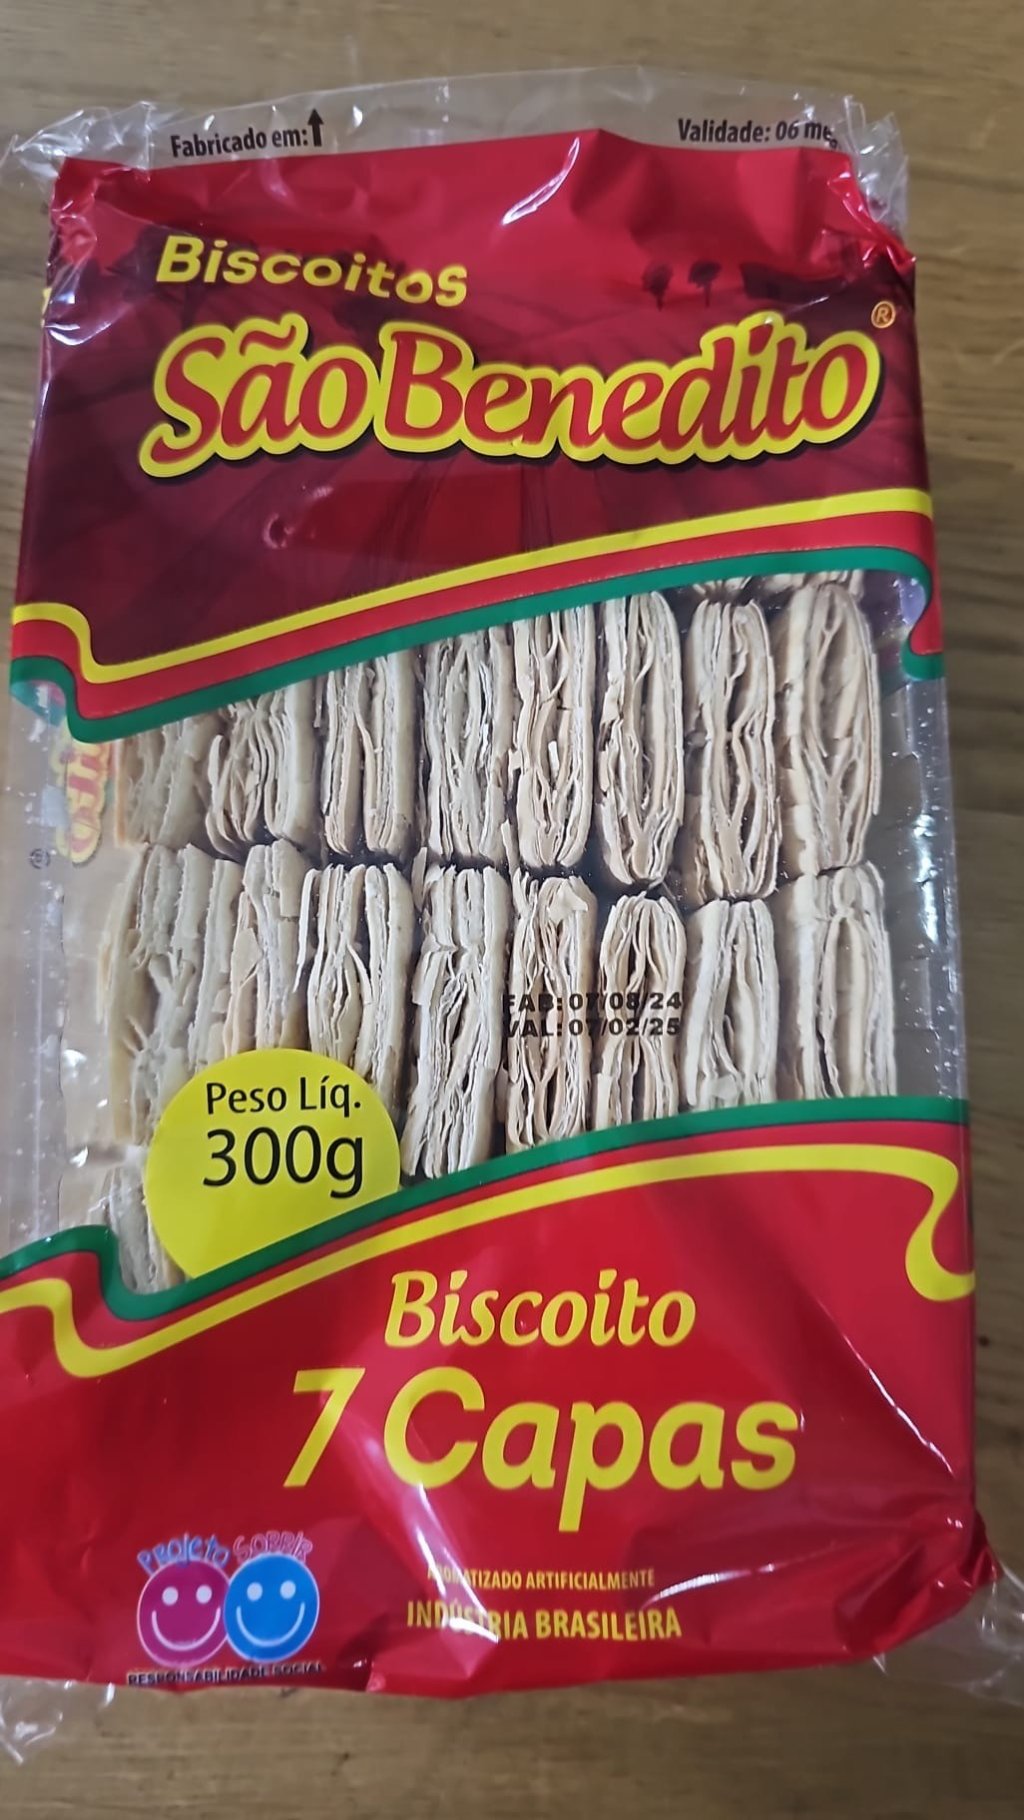 Fabricado em:
Validade: 06 me
Biscoitos
São Benedito
®
FAB: 07/08/24
VAL: 07/02/25
Peso Líq.
300g
Biscoito
7 Capas
PROJETO SORRIR
RESPONSABILIDADE SOCIAL
AROMATIZADO ARTIFICIALMENTE
INDÚSTRIA BRASILEIRA